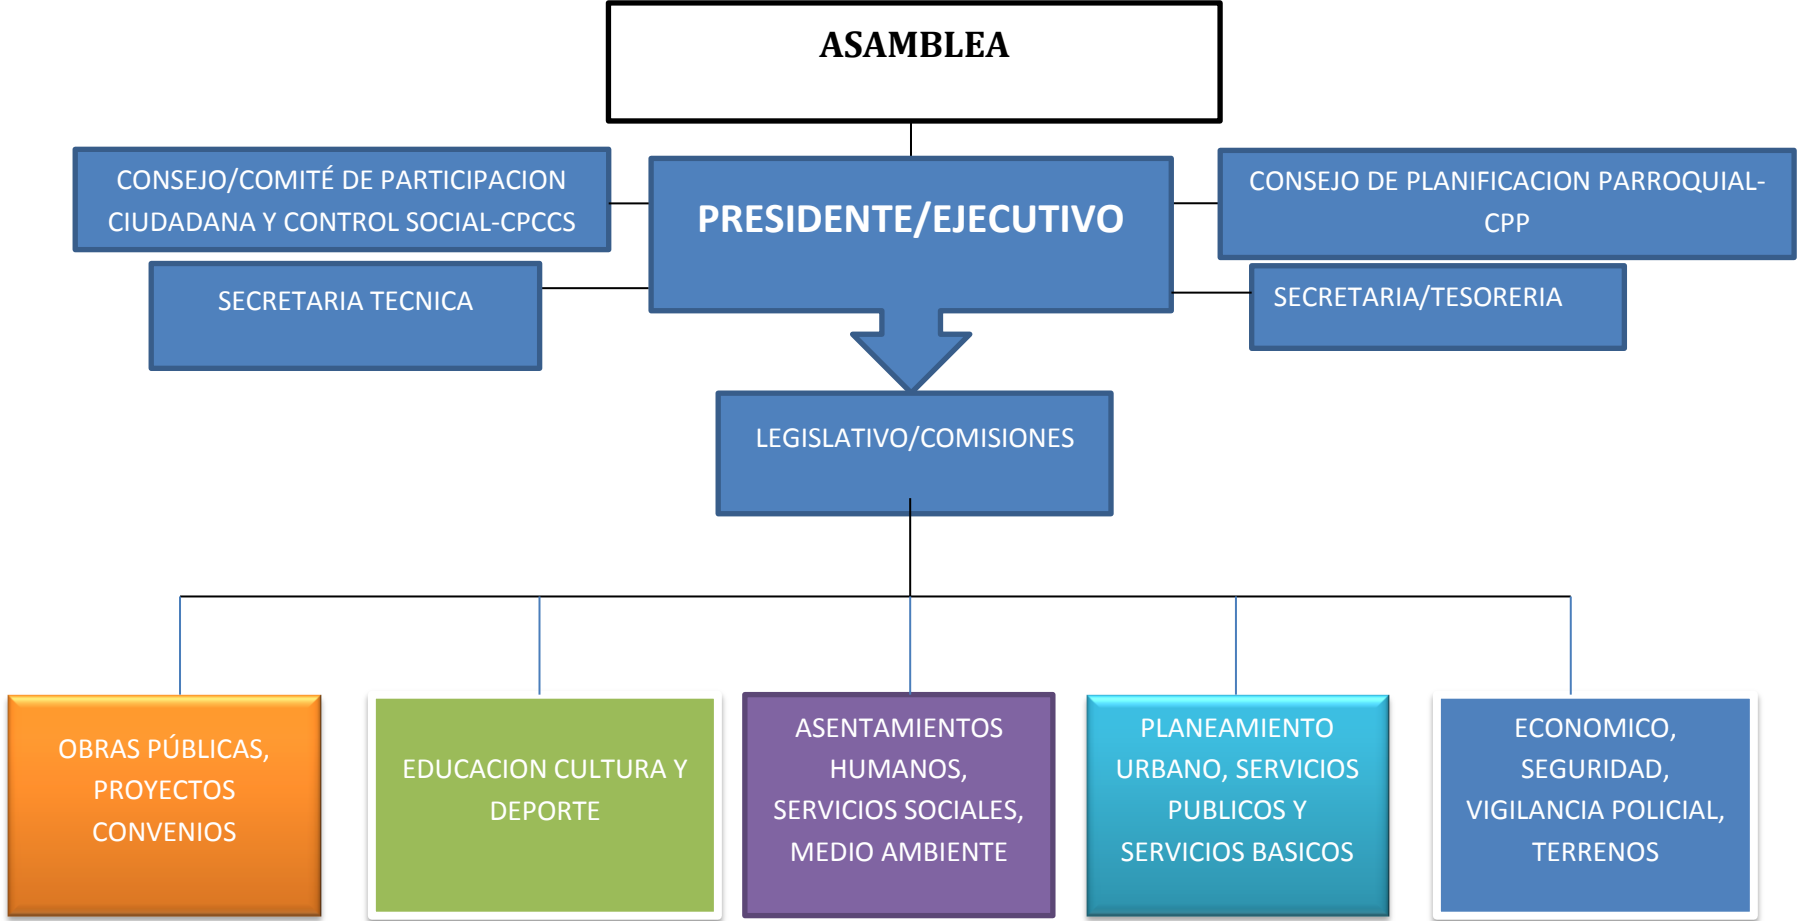 ASAMBLEA
CONSEJO/COMITÉ DE PARTICIPACION
CIUDADANA Y CONTROL SOCIAL-CPCCS
PRESIDENTE/EJECUTIVO
CONSEJO DE PLANIFICACION PARROQUIAL-
CPP
SECRETARIA TECNICA
SECRETARIA/TESORERIA
LEGISLATIVO/COMISIONES
OBRAS PÚBLICAS,
PROYECTOS
CONVENIOS
EDUCACION CULTURA Y
DEPORTE
ASENTAMIENTOS
HUMANOS,
SERVICIOS SOCIALES,
MEDIO AMBIENTE
PLANEAMIENTO
URBANO, SERVICIOS
PUBLICOS Y
SERVICIOS BASICOS
ECONOMICO,
SEGURIDAD,
VIGILANCIA POLICIAL,
TERRENOS